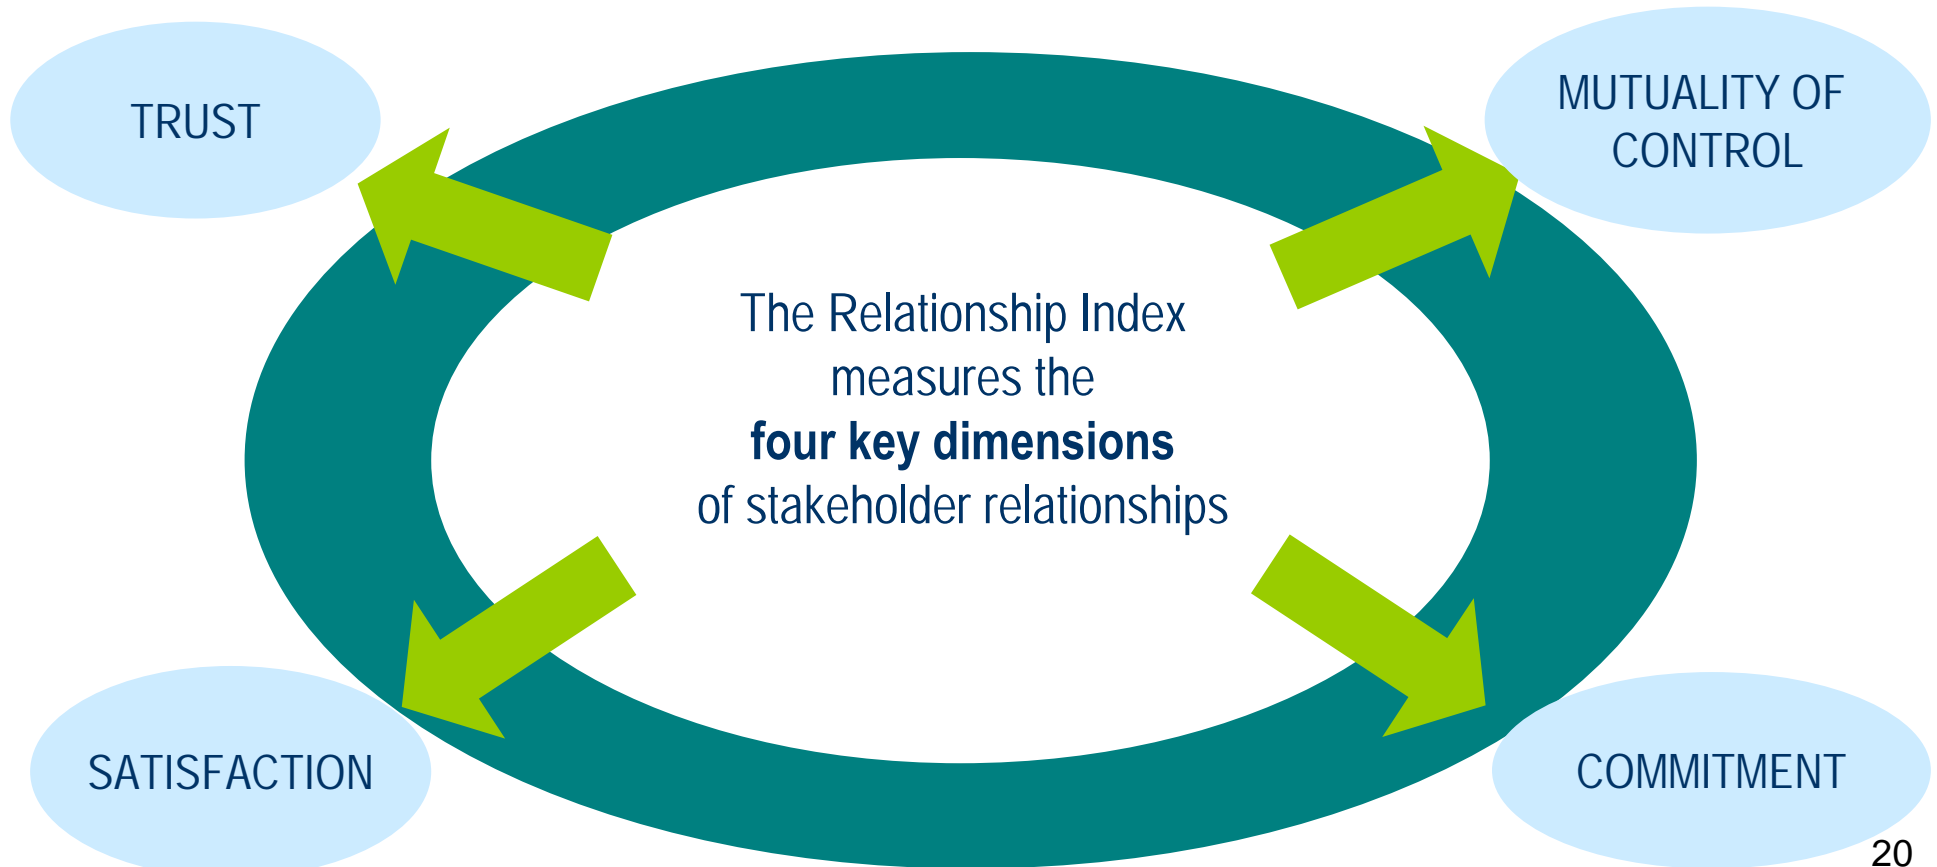 TRUST
MUTUALITY OF
CONTROL
The Relationship Index
measures the
four key dimensions
of stakeholder relationships
SATISFACTION
COMMITMENT
20